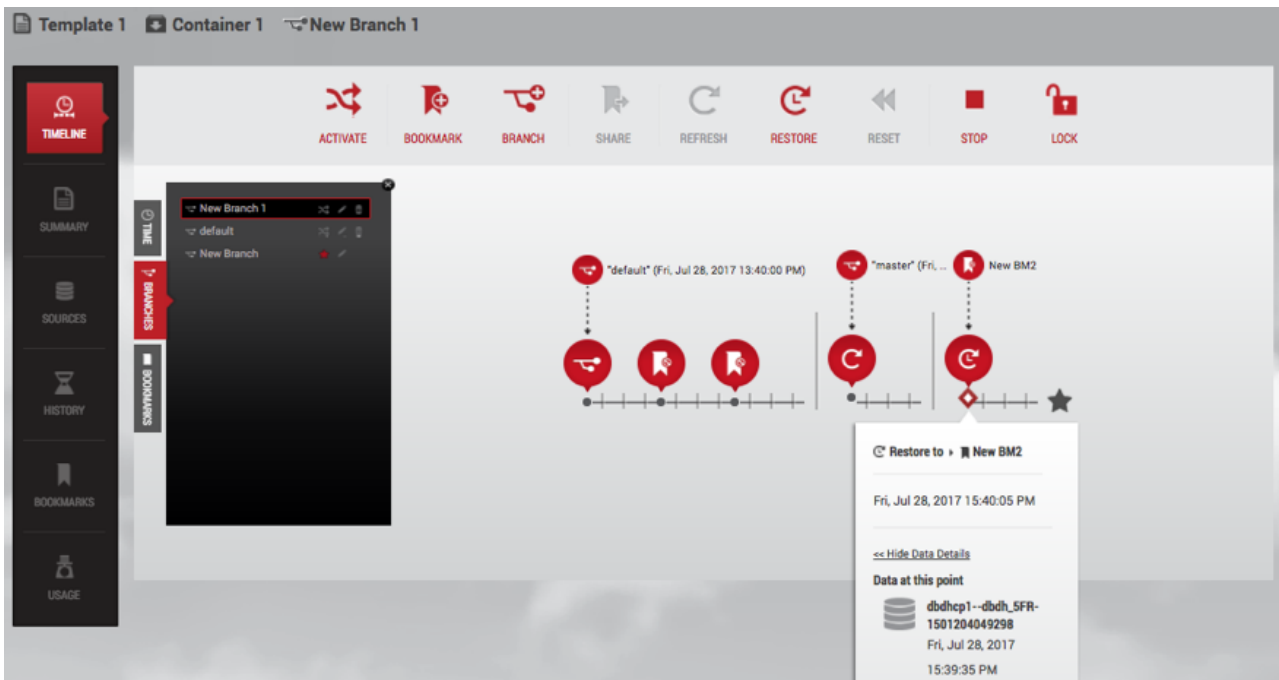 Template 1 Container 1 New Branch 1
TIMELINE
SUMMARY
SOURCES
HISTORY
BOOKMARKS
USAGE
ACTIVATE BOOKMARK BRANCH SHARE REFRESH RESTORE RESET STOP LOCK
TIME
BRANCHES
BOOKMARKS
New Branch 1
default
New Branch
"default" (Fri, Jul 28, 2017 13:40:00 PM)
"master" (Fri, ...
New BM2
Restore to New BM2
Fri, Jul 28, 2017 15:40:05 PM
<< Hide Data Details
Data at this point
dbdhcp1--dbdh_5FR-
1501204049298
Fri, Jul 28, 2017
15:39:35 PM